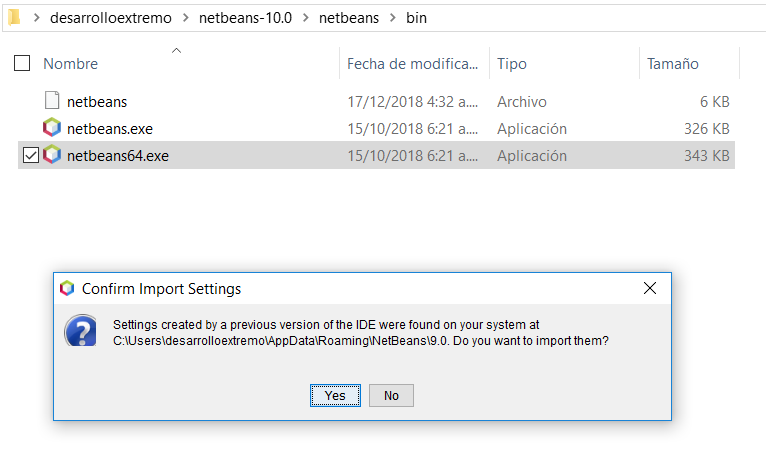 desarrolloextremo > netbeans-10.0 > netbeans > bin
Nombre Fecha de modifica... Tipo Tamaño
netbeans 17/12/2018 4:32 a.... Archivo 6 KB
netbeans.exe 15/10/2018 6:21 a.... Aplicación 326 KB
netbeans64.exe 15/10/2018 6:21 a.... Aplicación 343 KB
Confirm Import Settings
Settings created by a previous version of the IDE were found on your system at
C:\Users\desarrolloextremo\AppData\Roaming\NetBeans\9.0. Do you want to import them?
Yes No